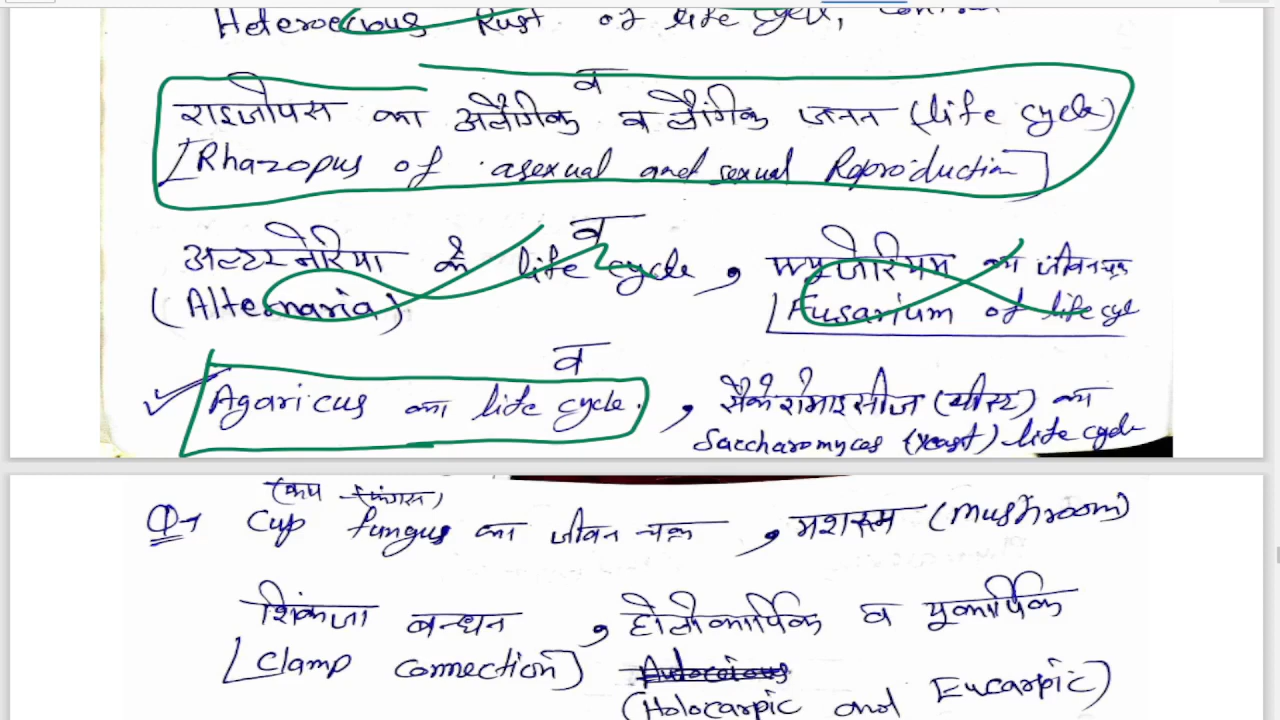 Heteroecious Rust of life cycle,
व
राइजोपस का अलैंगिक व लैंगिक जनन (life cycle)
[Rhazopus of asexual and sexual Reproduction]
व
अल्टरनेरिया के life cycle, फ्यूजेरियम का जीवनचक्र
(Alternaria) [Fusarium of life cycl
व
Agaricus का life cycle. , सैकेरोमाइसीज (यीस्ट) का
Saccharomyces (yeast) life cycle
(कप फंगस)
Q→ Cup fungus का जीवन चक्र , मशरूम (Mushroom)
शिकंजा बन्धन , होलोकार्पिक व यूकार्पिक
[Clamp connection]
(Holocarpic and Eucarpic)